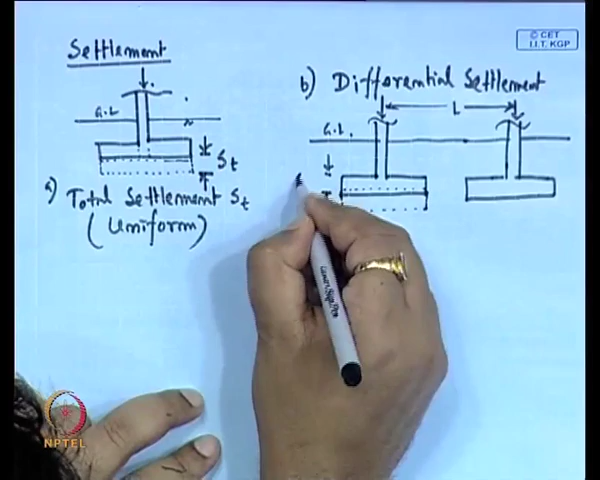 Settlement
G.L
St
a) Total Settlement St
(Uniform)
b) Differential Settlement
L
G.L.
© CET
I.I.T. KGP
NPTEL